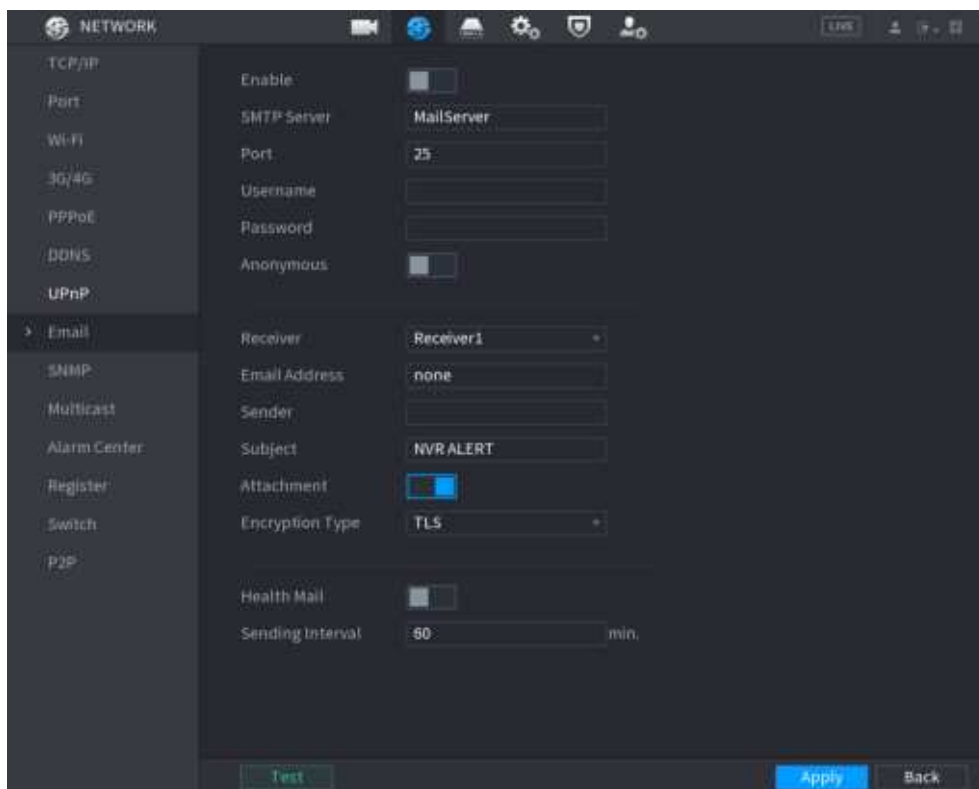 NETWORK
LIVE
TCP/IP
Port
Wi-Fi
3G/4G
PPPoE
DDNS
UPnP
Email
SNMP
Multicast
Alarm Center
Register
Switch
P2P
Enable
SMTP Server MailServer
Port 25
Username
Password
Anonymous
Receiver Receiver1
Email Address none
Sender
Subject NVR ALERT
Attachment
Encryption Type TLS
Health Mail
Sending Interval 60 min.
Test Apply Back